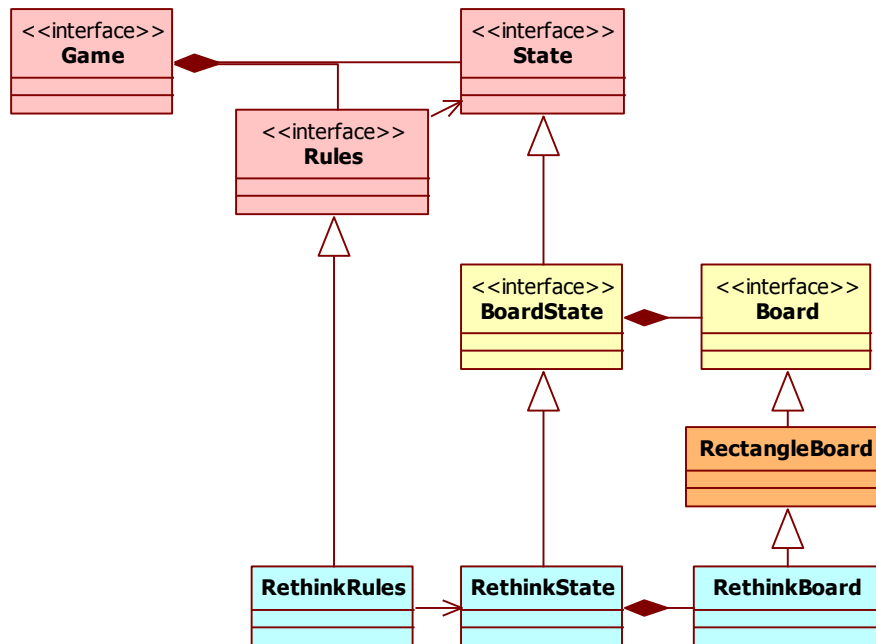 <<interface>>
Game
<<interface>>
State
<<interface>>
Rules
<<interface>>
BoardState
<<interface>>
Board
RectangleBoard
RethinkRules
RethinkState
RethinkBoard